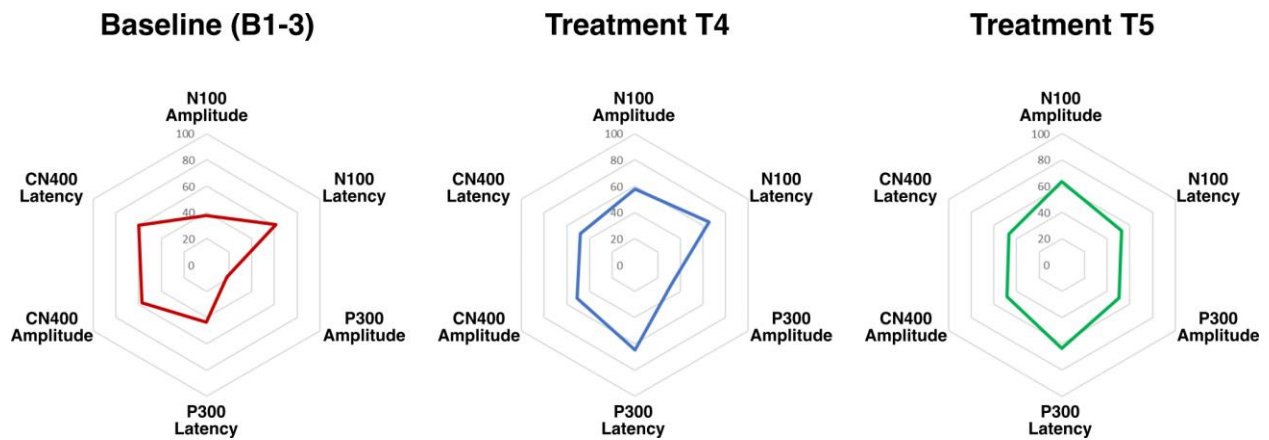 Baseline (B1-3)
N100
Amplitude
100
80
60
40
20
0
CN400
Latency
N100
Latency
CN400
Amplitude
P300
Amplitude
P300
Latency
Treatment T4
N100
Amplitude
100
80
60
40
20
0
CN400
Latency
N100
Latency
CN400
Amplitude
P300
Amplitude
P300
Latency
Treatment T5
N100
Amplitude
100
80
60
40
20
0
CN400
Latency
N100
Latency
CN400
Amplitude
P300
Amplitude
P300
Latency